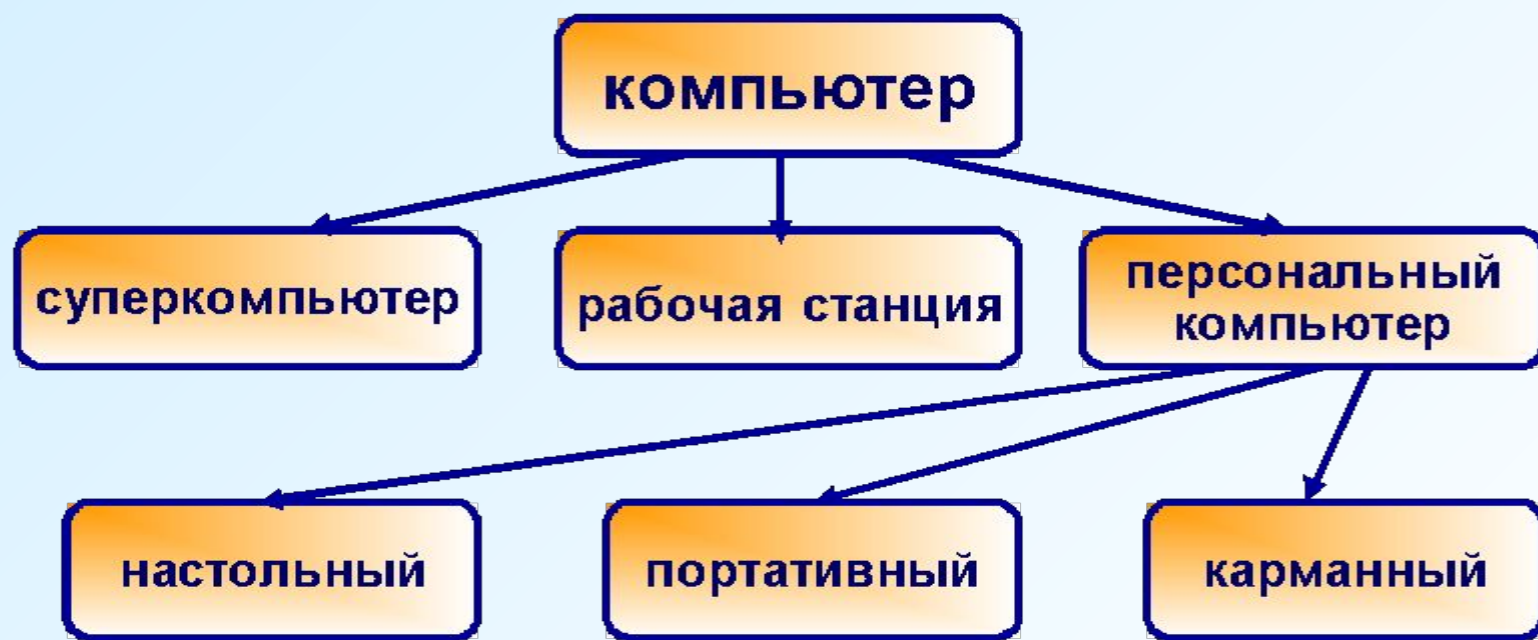 компьютер
суперкомпьютер
рабочая станция
персональный
компьютер
настольный
портативный
карманный